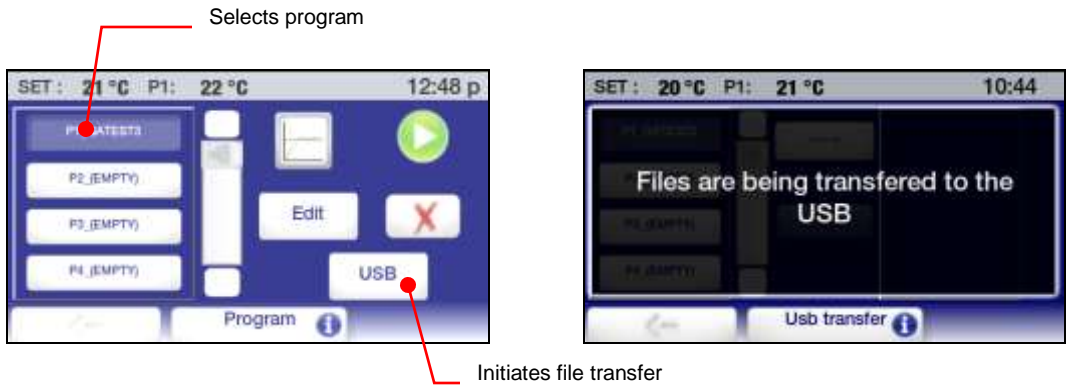 Selects program
SET : 21 °C P1: 22 °C 12:48 p
P2_(EMPTY)
P3_(EMPTY)
P4_(EMPTY)
Edit
USB
Program
SET : 20 °C P1: 21 °C 10:44
Files are being transfered to the
USB
Usb transfer
Initiates file transfer